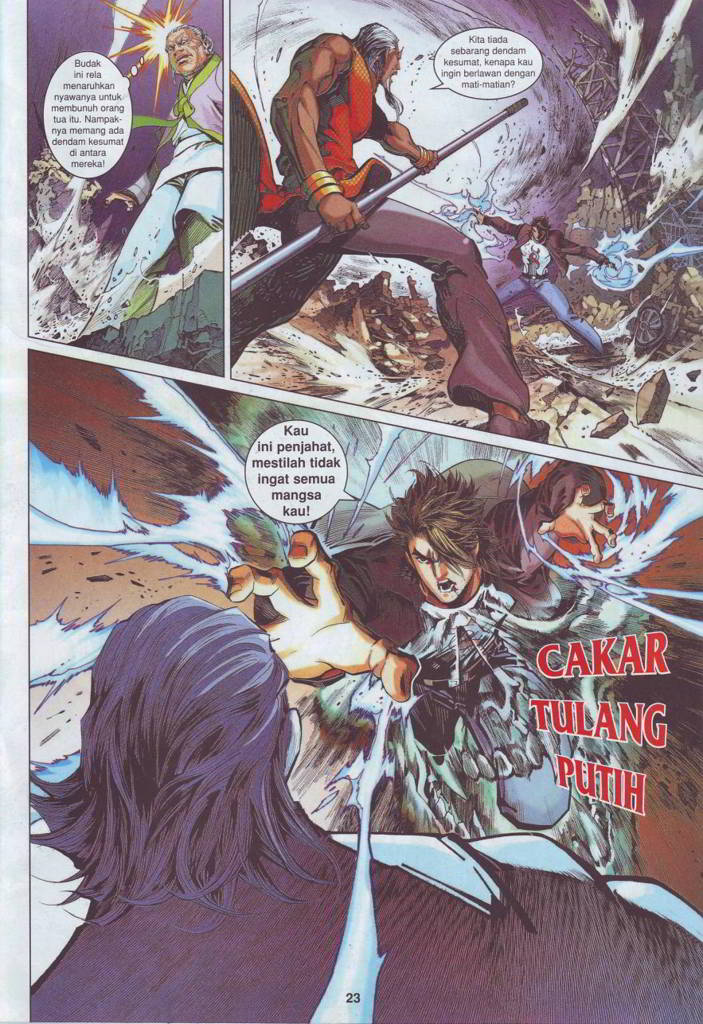 Budak
ini rela
menaruhkan
nyawanya untuk
membunuh orang
tua itu. Nampak-
nya memang ada
dendam kesumat
di antara
mereka!
Kita tiada
sebarang dendam
kesumat, kenapa kau
ingin berlawan dengan
mati-matian?
Kau
ini penjahat,
mestilah tidak
ingat semua
mangsa
kau!
CAKAR
TULANG
PUTIH
23